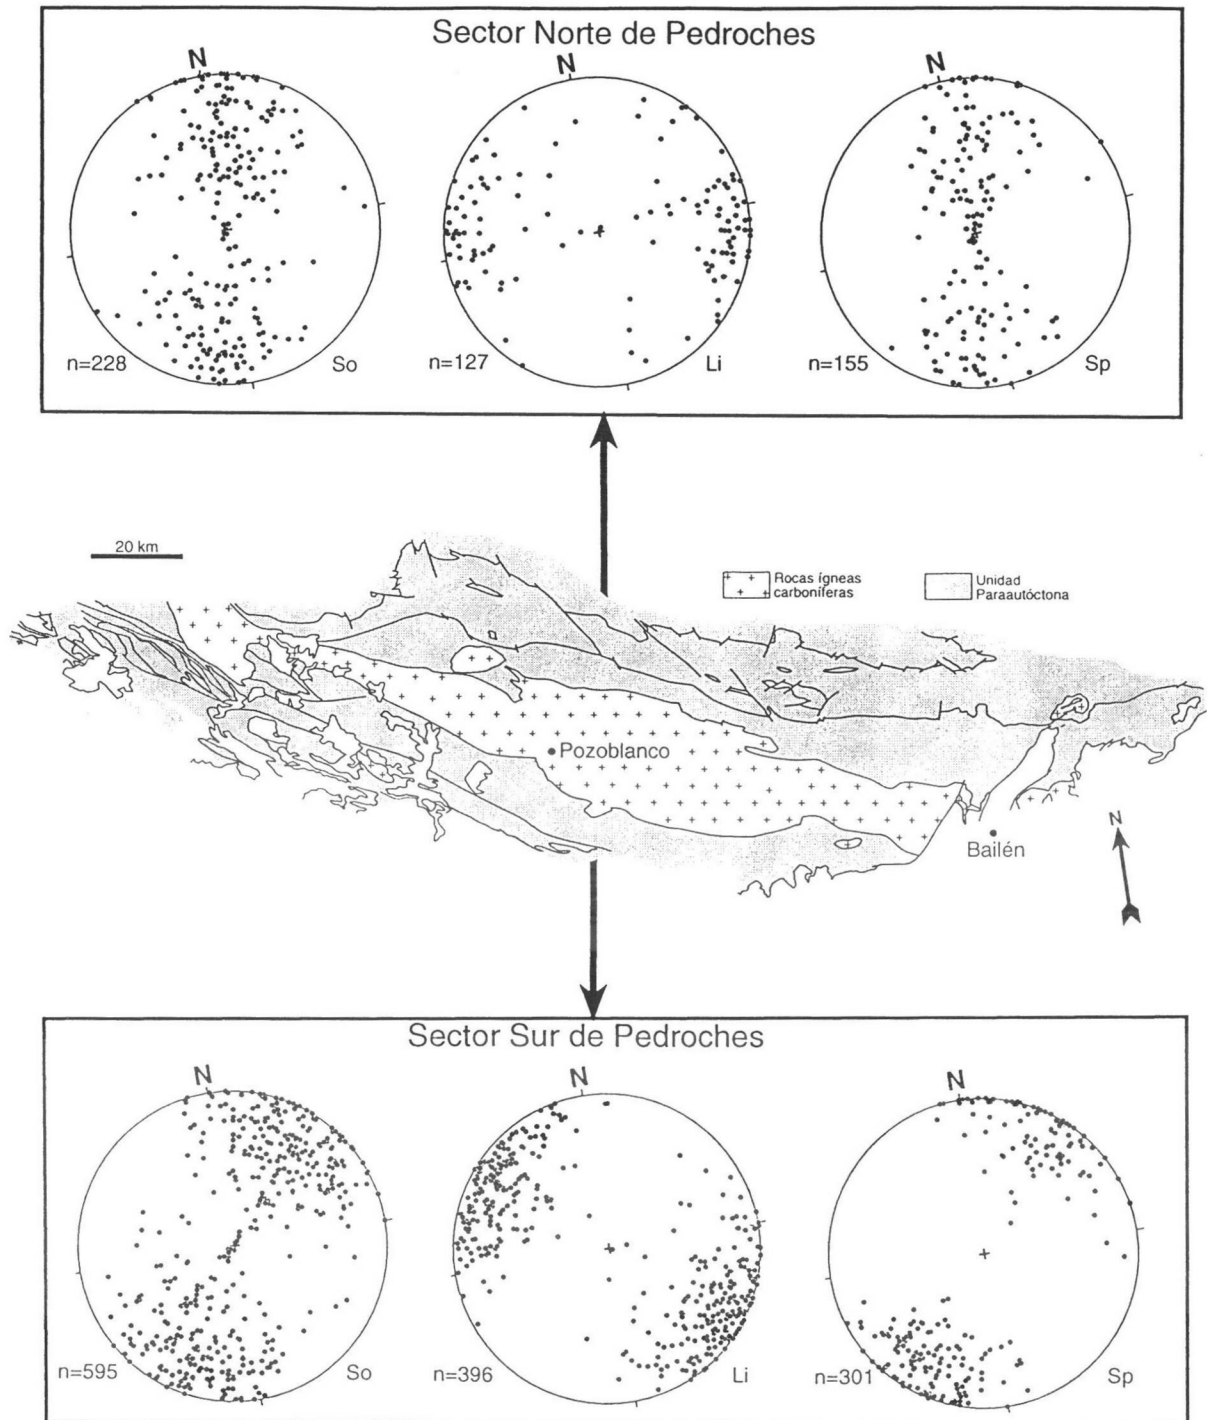 Sector Norte de Pedroches
N
N
N
n=228
So
n=127
Li
n=155
Sp
20 km
Rocas ígneas
carboníferas
Unidad
Paraautóctona
Pozoblanco
Bailén
N
Sector Sur de Pedroches
N
N
N
n=595
So
n=396
Li
n=301
Sp